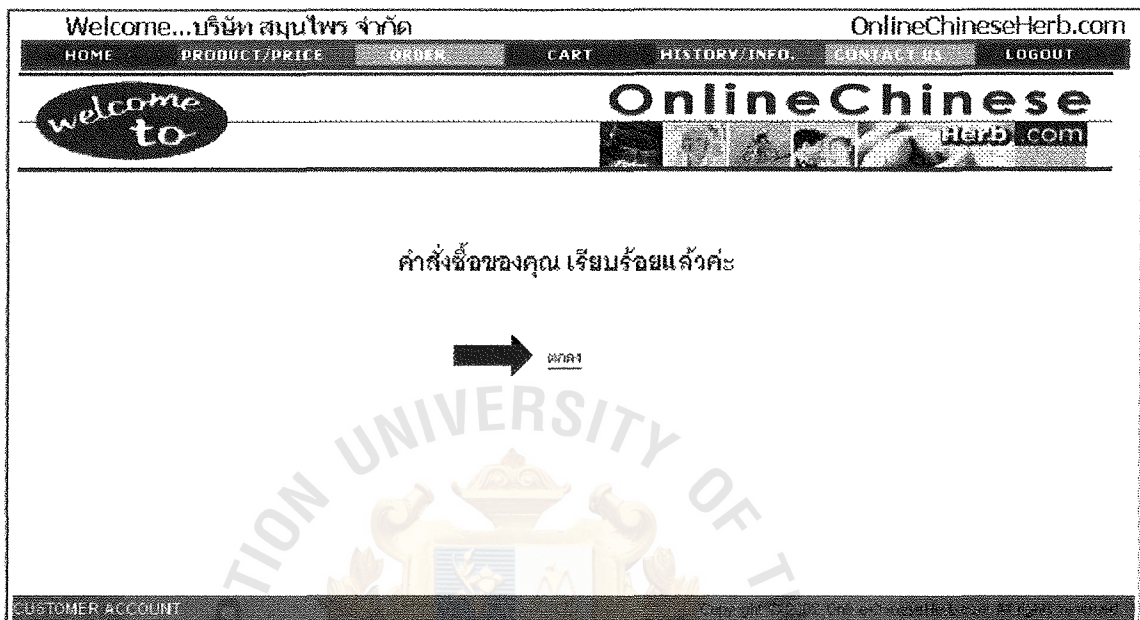 Welcome...บริษัท สมุนไพร จำกัด OnlineChineseHerb.com
HOME PRODUCT/PRICE ORDER CART HISTORY/INFO. CONTACT US LOGOUT
welcome to OnlineChinese
Herb.com
คำสั่งซื้อของคุณ เรียบร้อยแล้วค่ะ
ตกลง
UNIVERSITY OF
CUSTOMER ACCOUNT